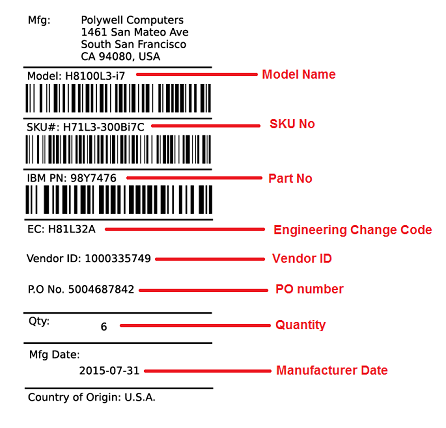 Mfg: Polywell Computers
1461 San Mateo Ave
South San Francisco
CA 94080, USA
Model: H8100L3-i7 Model Name
SKU#: H71L3-300Bi7C SKU No
IBM PN: 98Y7476 Part No
EC: H81L32A Engineering Change Code
Vendor ID: 1000335749 Vendor ID
P.O No. 5004687842 PO number
Qty: 6 Quantity
Mfg Date:
2015-07-31 Manufacturer Date
Country of Origin: U.S.A.